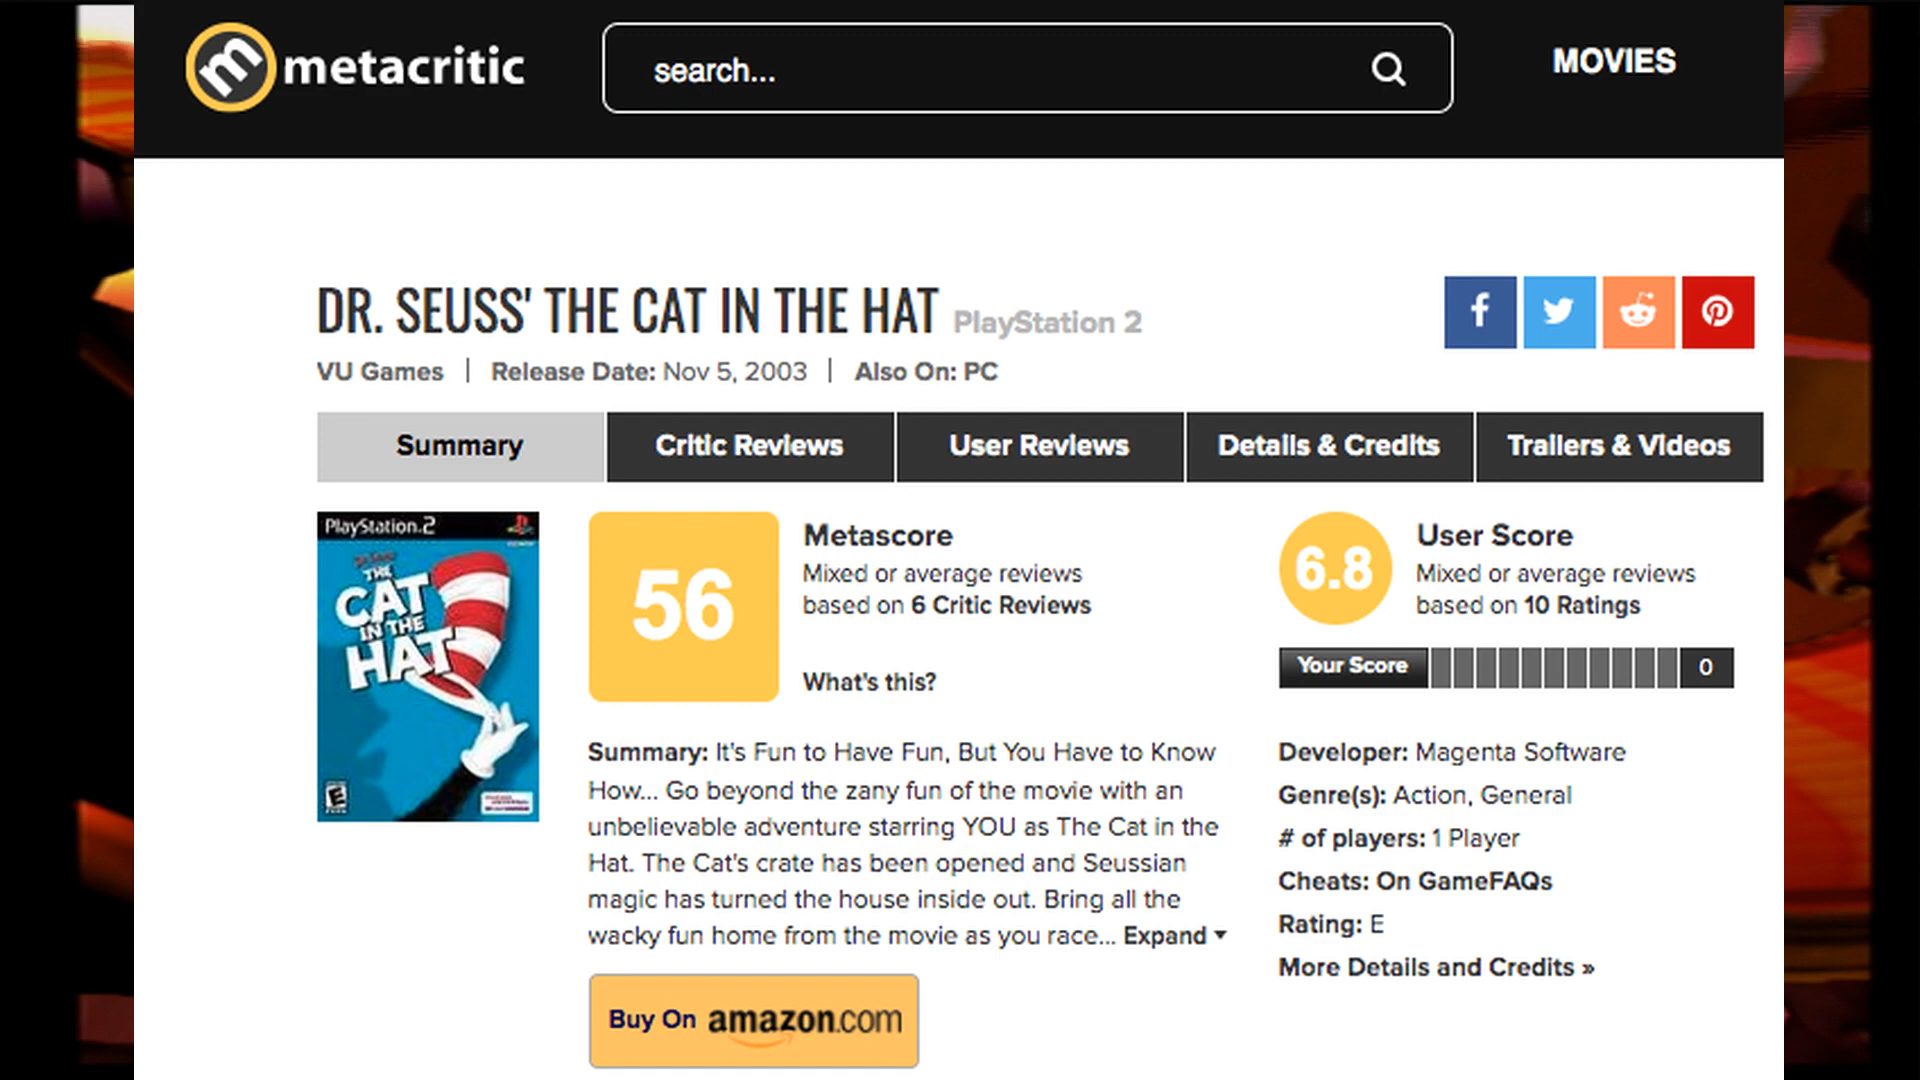 metacritic
search...
MOVIES
DR. SEUSS' THE CAT IN THE HAT PlayStation 2
VU Games | Release Date: Nov 5, 2003 | Also On: PC
Summary
Critic Reviews
User Reviews
Details & Credits
Trailers & Videos
PlayStation.2
THE
CAT
IN THE
HAT
E
56
Metascore
Mixed or average reviews
based on 6 Critic Reviews
What's this?
6.8
User Score
Mixed or average reviews
based on 10 Ratings
Your Score
0
Summary: It's Fun to Have Fun, But You Have to Know
How... Go beyond the zany fun of the movie with an
unbelievable adventure starring YOU as The Cat in the
Hat. The Cat's crate has been opened and Seussian
magic has turned the house inside out. Bring all the
wacky fun home from the movie as you race... Expand
Buy On amazon.com
Developer: Magenta Software
Genre(s): Action, General
# of players: 1 Player
Cheats: On GameFAQs
Rating: E
More Details and Credits »